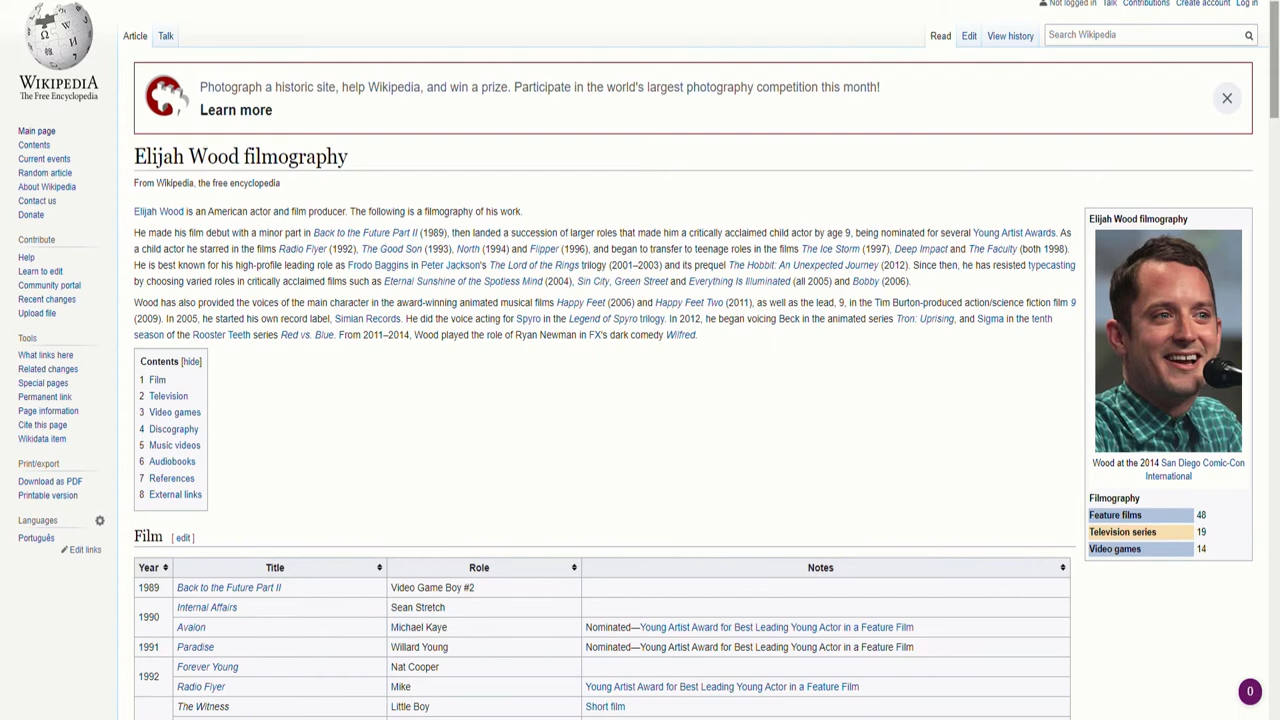 Not logged in Talk Contributions Create account Log in
Article Talk Read Edit View history Search Wikipedia
WIKIPEDIA
The Free Encyclopedia
Main page
Contents
Current events
Random article
About Wikipedia
Contact us
Donate
Contribute
Help
Learn to edit
Community portal
Recent changes
Upload file
Tools
What links here
Related changes
Special pages
Permanent link
Page information
Cite this page
Wikidata item
Print/export
Download as PDF
Printable version
Languages
Português
Edit links
Photograph a historic site, help Wikipedia, and win a prize. Participate in the world's largest photography competition this month!
Learn more
Elijah Wood filmography
From Wikipedia, the free encyclopedia
Elijah Wood is an American actor and film producer. The following is a filmography of his work.
He made his film debut with a minor part in Back to the Future Part II (1989), then landed a succession of larger roles that made him a critically acclaimed child actor by age 9, being nominated for several Young Artist Awards. As
a child actor he starred in the films Radio Flyer (1992), The Good Son (1993), North (1994) and Flipper (1996), and began to transfer to teenage roles in the films The Ice Storm (1997), Deep Impact and The Faculty (both 1998).
He is best known for his high-profile leading role as Frodo Baggins in Peter Jackson's The Lord of the Rings trilogy (2001–2003) and its prequel The Hobbit: An Unexpected Journey (2012). Since then, he has resisted typecasting
by choosing varied roles in critically acclaimed films such as Eternal Sunshine of the Spotless Mind (2004), Sin City, Green Street and Everything Is Illuminated (all 2005) and Bobby (2006).
Wood has also provided the voices of the main character in the award-winning animated musical films Happy Feet (2006) and Happy Feet Two (2011), as well as the lead, 9, in the Tim Burton-produced action/science fiction film 9
(2009). In 2005, he started his own record label, Simian Records. He did the voice acting for Spyro in the Legend of Spyro trilogy. In 2012, he began voicing Beck in the animated series Tron: Uprising, and Sigma in the tenth
season of the Rooster Teeth series Red vs. Blue. From 2011–2014, Wood played the role of Ryan Newman in FX's dark comedy Wilfred.
Contents [hide]
1 Film
2 Television
3 Video games
4 Discography
5 Music videos
6 Audiobooks
7 References
8 External links
Elijah Wood filmography
Wood at the 2014 San Diego Comic-Con
International
Filmography
Feature films 48
Television series 19
Video games 14
Film [ edit ]
Year Title Role Notes
1989 Back to the Future Part II Video Game Boy #2
1990 Internal Affairs Sean Stretch
Avalon Michael Kaye Nominated—Young Artist Award for Best Leading Young Actor in a Feature Film
1991 Paradise Willard Young Nominated—Young Artist Award for Best Leading Young Actor in a Feature Film
1992 Forever Young Nat Cooper
Radio Flyer Mike Young Artist Award for Best Leading Young Actor in a Feature Film
The Witness Little Boy Short film
0